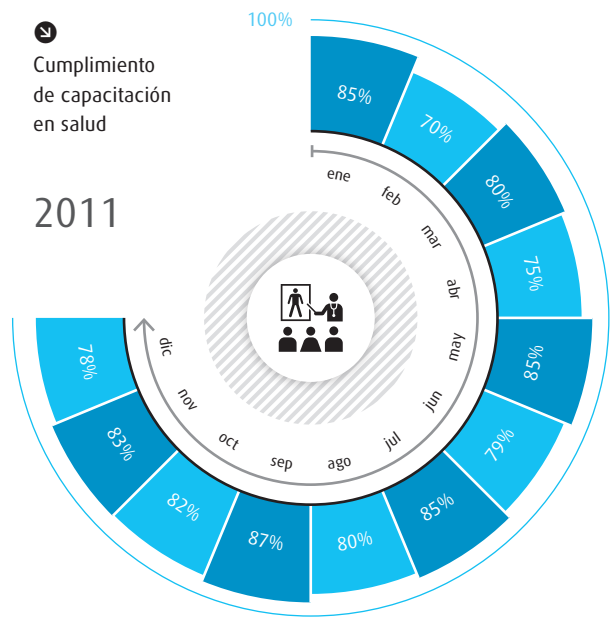 100%
Cumplimiento
de capacitación
en salud
2011
85%
70%
80%
75%
85%
79%
85%
80%
87%
82%
83%
78%
ene
feb
mar
abr
may
jun
jul
ago
sep
oct
nov
dic